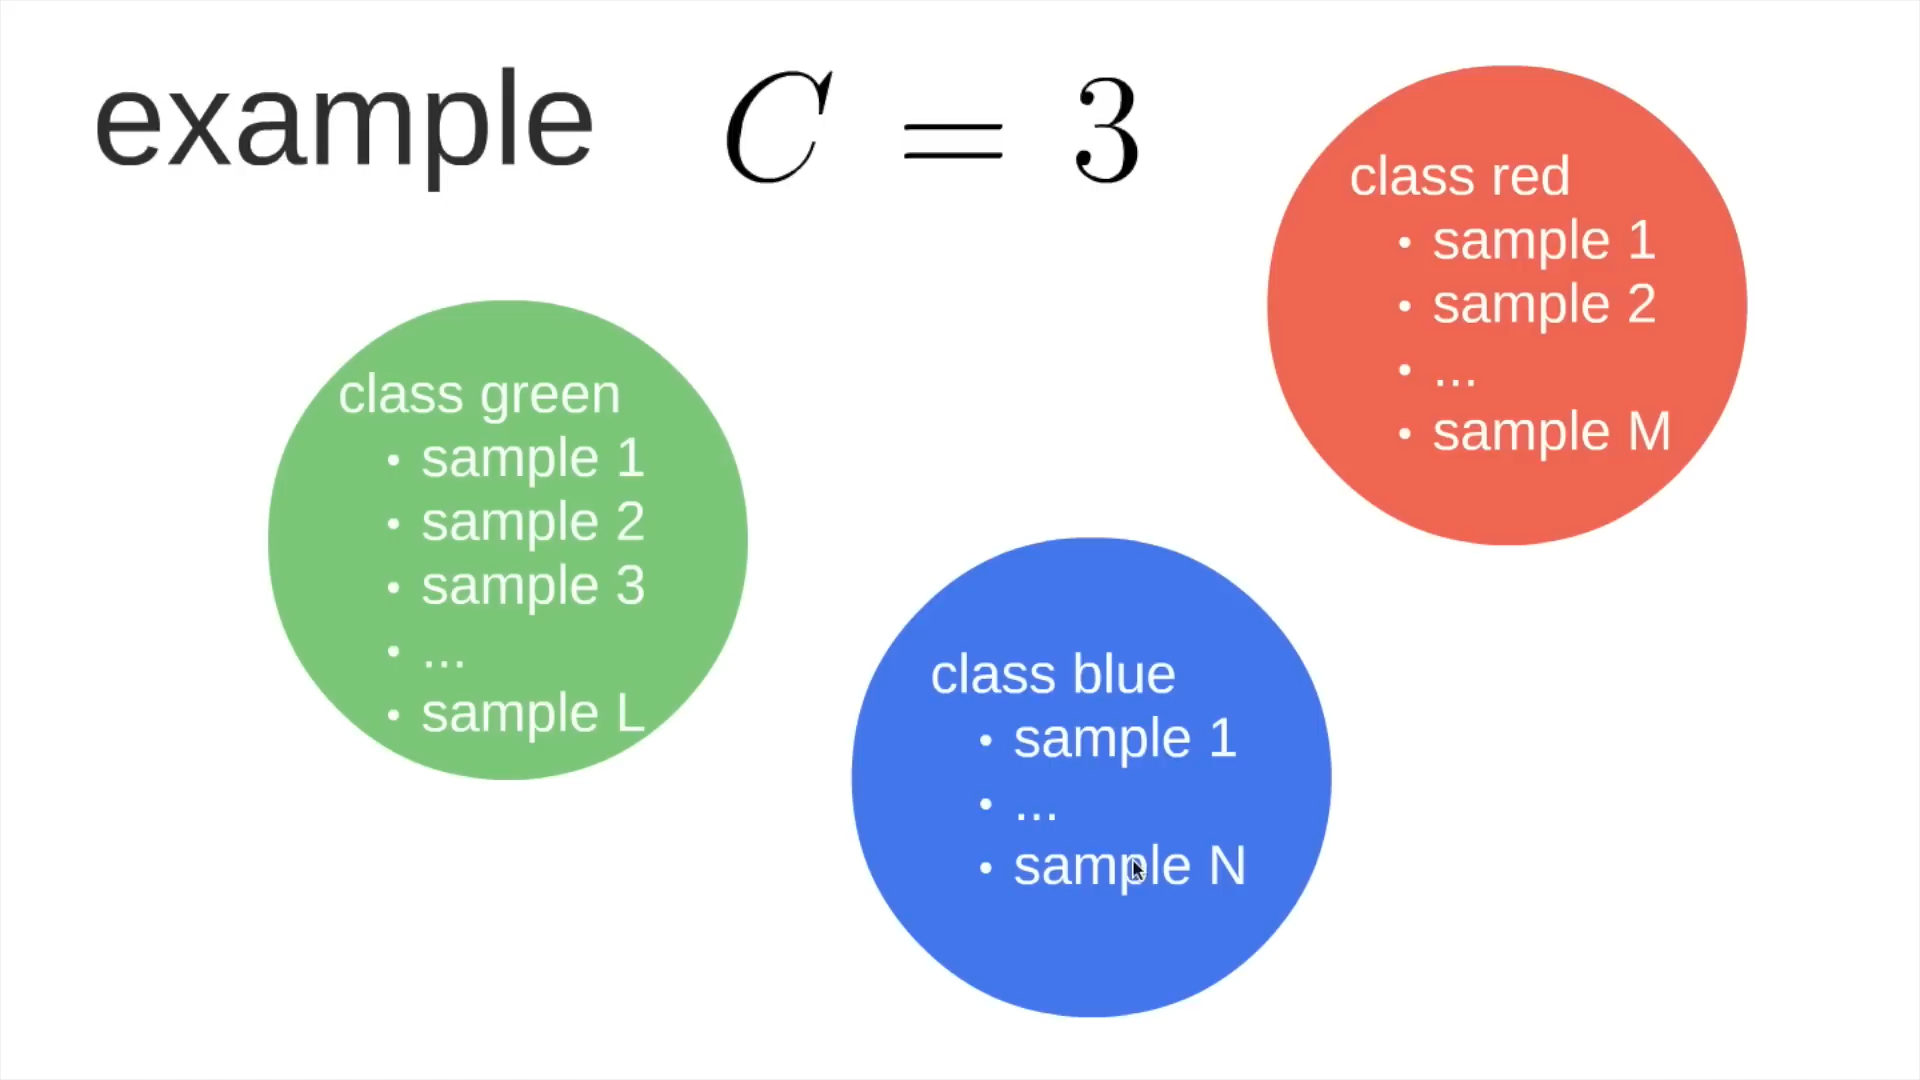 example C = 3
class red
• sample 1
• sample 2
• ...
• sample M
class green
• sample 1
• sample 2
• sample 3
• ...
• sample L
class blue
• sample 1
• ...
• sample N